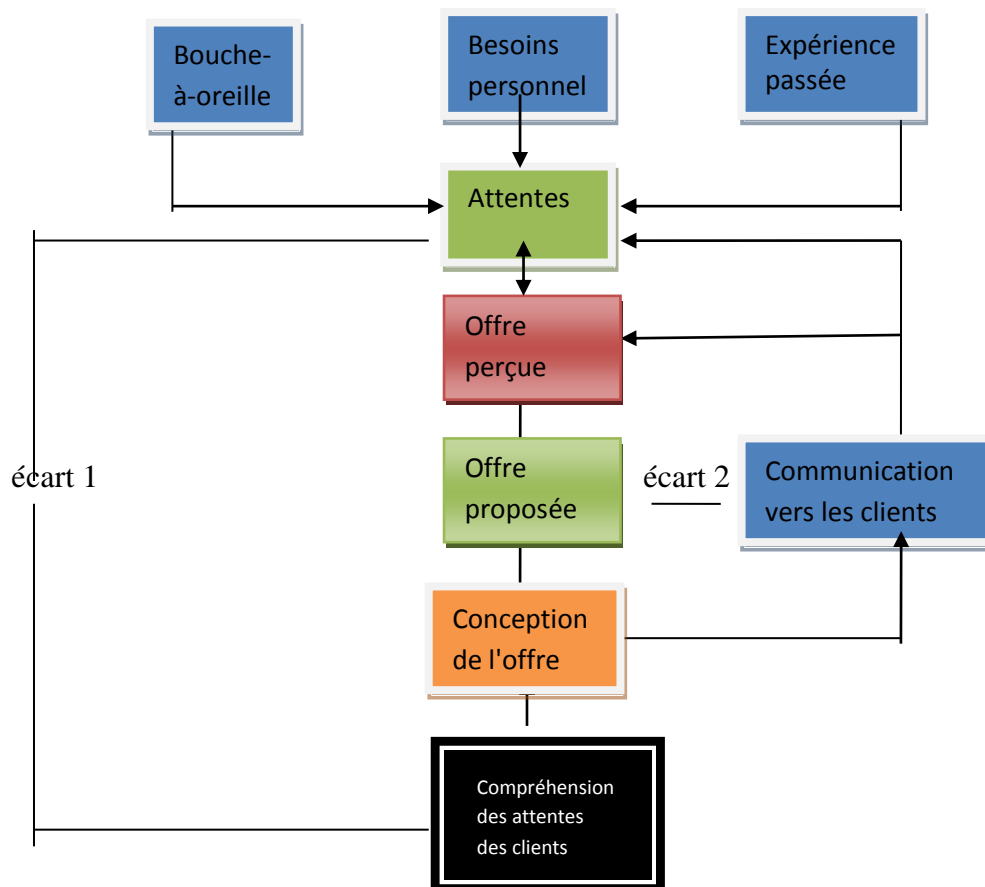 Bouche-
à-oreille
Besoins
personnel
Expérience
passée
Attentes
Offre
perçue
écart 1
Offre
proposée
écart 2
Communication
vers les clients
Conception
de l'offre
Compréhension
des attentes
des clients